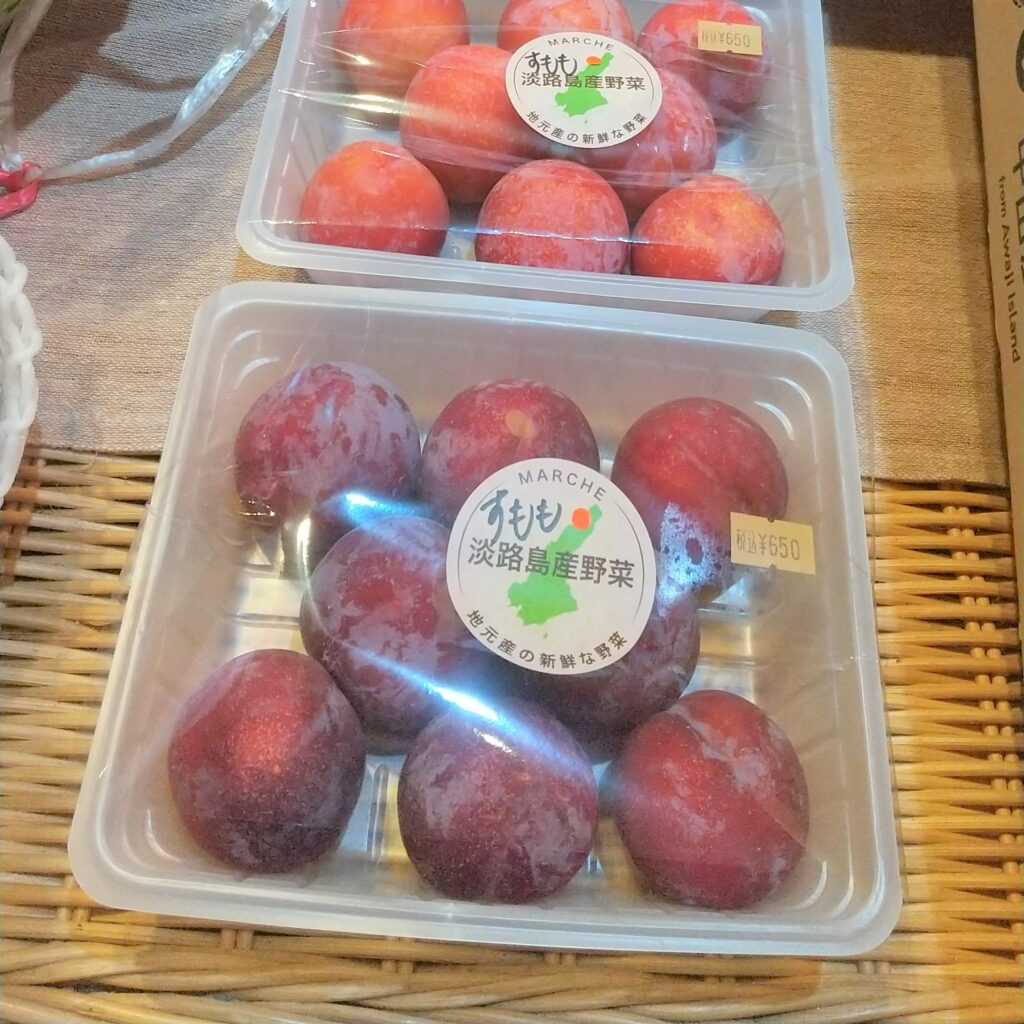 MARCHE
すもも
淡路島産野菜
地元産の新鮮な野菜
税込¥650
MARCHE
すもも
淡路島産野菜
地元産の新鮮な野菜
税込¥650
from Awaji Island